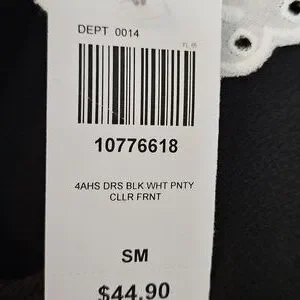 DEPT 0014
10776618
4AHS DRS BLK WHT PNTY
CLLR FRNT
SM
$44.90